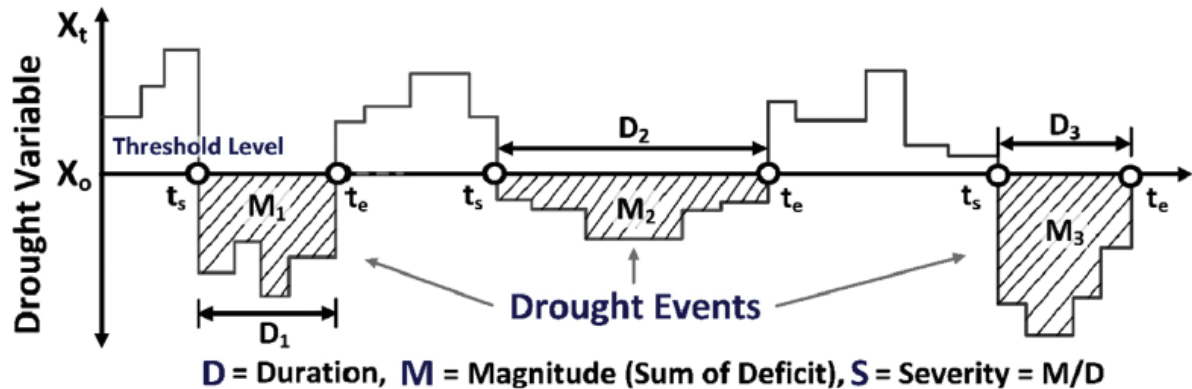 Xt
Drought Variable
Threshold Level
Xo
ts
te
ts
te
ts
te
M1
M2
M3
D1
D2
D3
Drought Events
D = Duration, M = Magnitude (Sum of Deficit), S = Severity = M/D